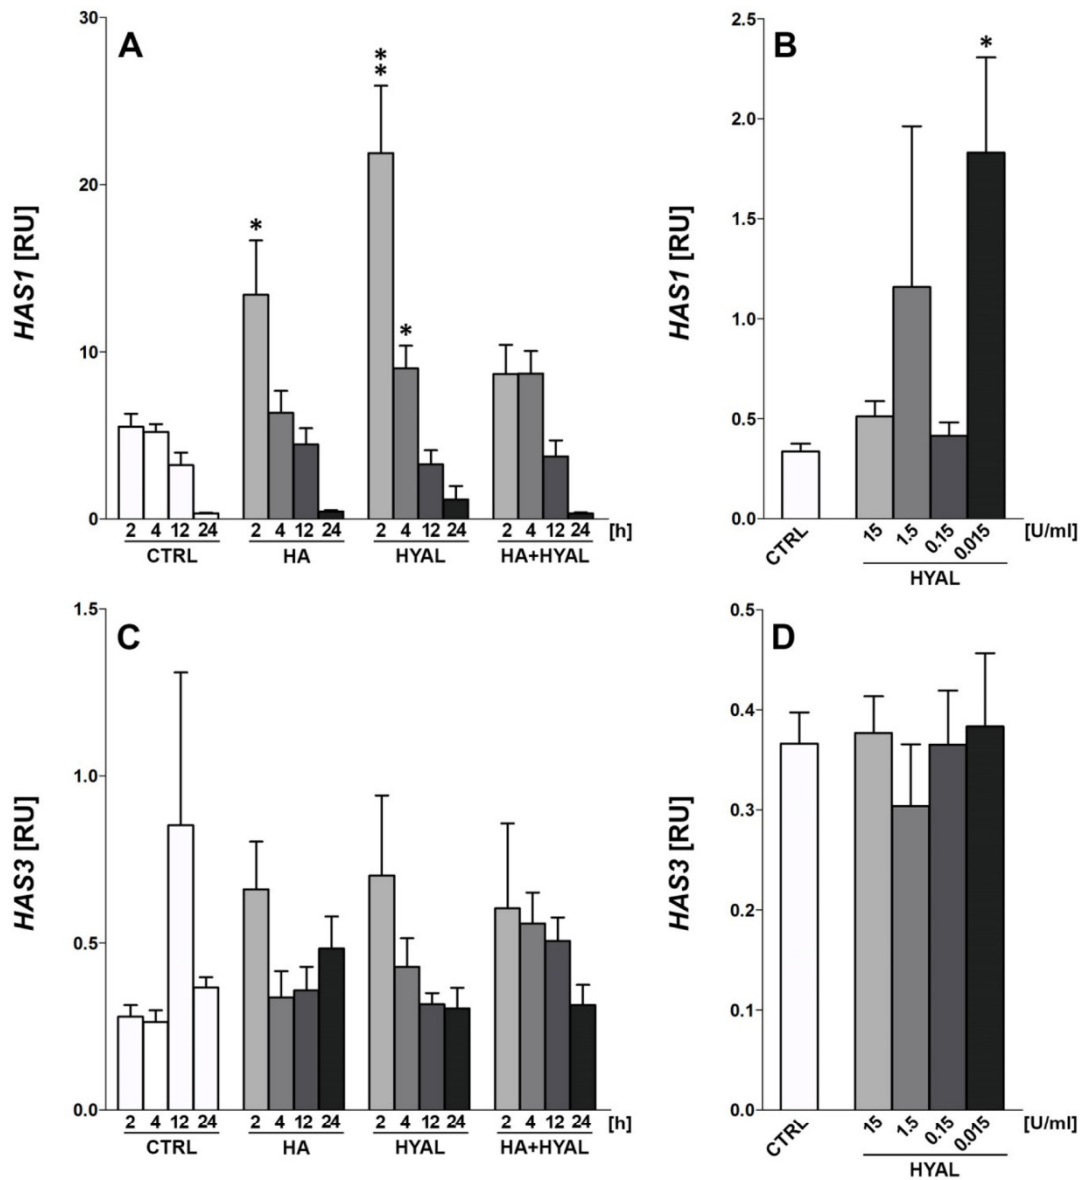 A
HAS1 [RU]
30
20
10
0
*
*
*
*
2 4 12 24 2 4 12 24 2 4 12 24 2 4 12 24 [h]
CTRL HA HYAL HA+HYAL
B
HAS1 [RU]
2.5
2.0
1.5
1.0
0.5
0.0
*
CTRL 15 1.5 0.15 0.015 [U/ml]
HYAL
C
HAS3 [RU]
1.5
1.0
0.5
0.0
2 4 12 24 2 4 12 24 2 4 12 24 2 4 12 24 [h]
CTRL HA HYAL HA+HYAL
D
HAS3 [RU]
0.5
0.4
0.3
0.2
0.1
0.0
CTRL 15 1.5 0.15 0.015 [U/ml]
HYAL